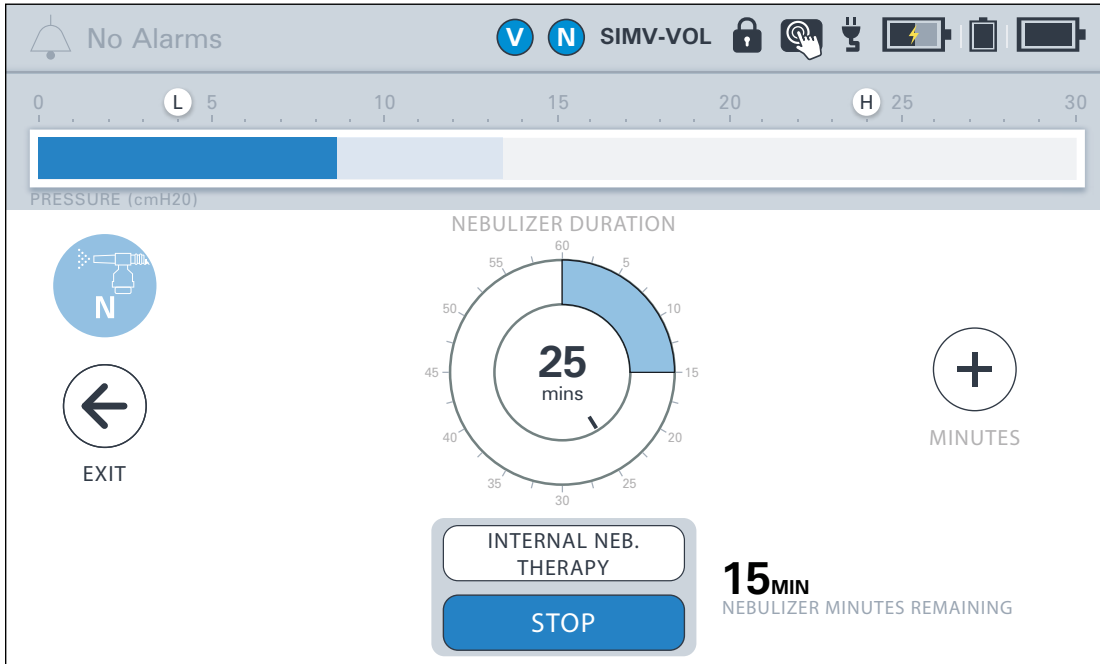 No Alarms
V N SIMV-VOL
0 L 5 10 15 20 H 25 30
PRESSURE (cmH20)
NEBULIZER DURATION
60
55 5
50 10
N
25
45 15
mins
40 20
35 25
30
EXIT
MINUTES
INTERNAL NEB.
THERAPY
STOP
15MIN
NEBULIZER MINUTES REMAINING